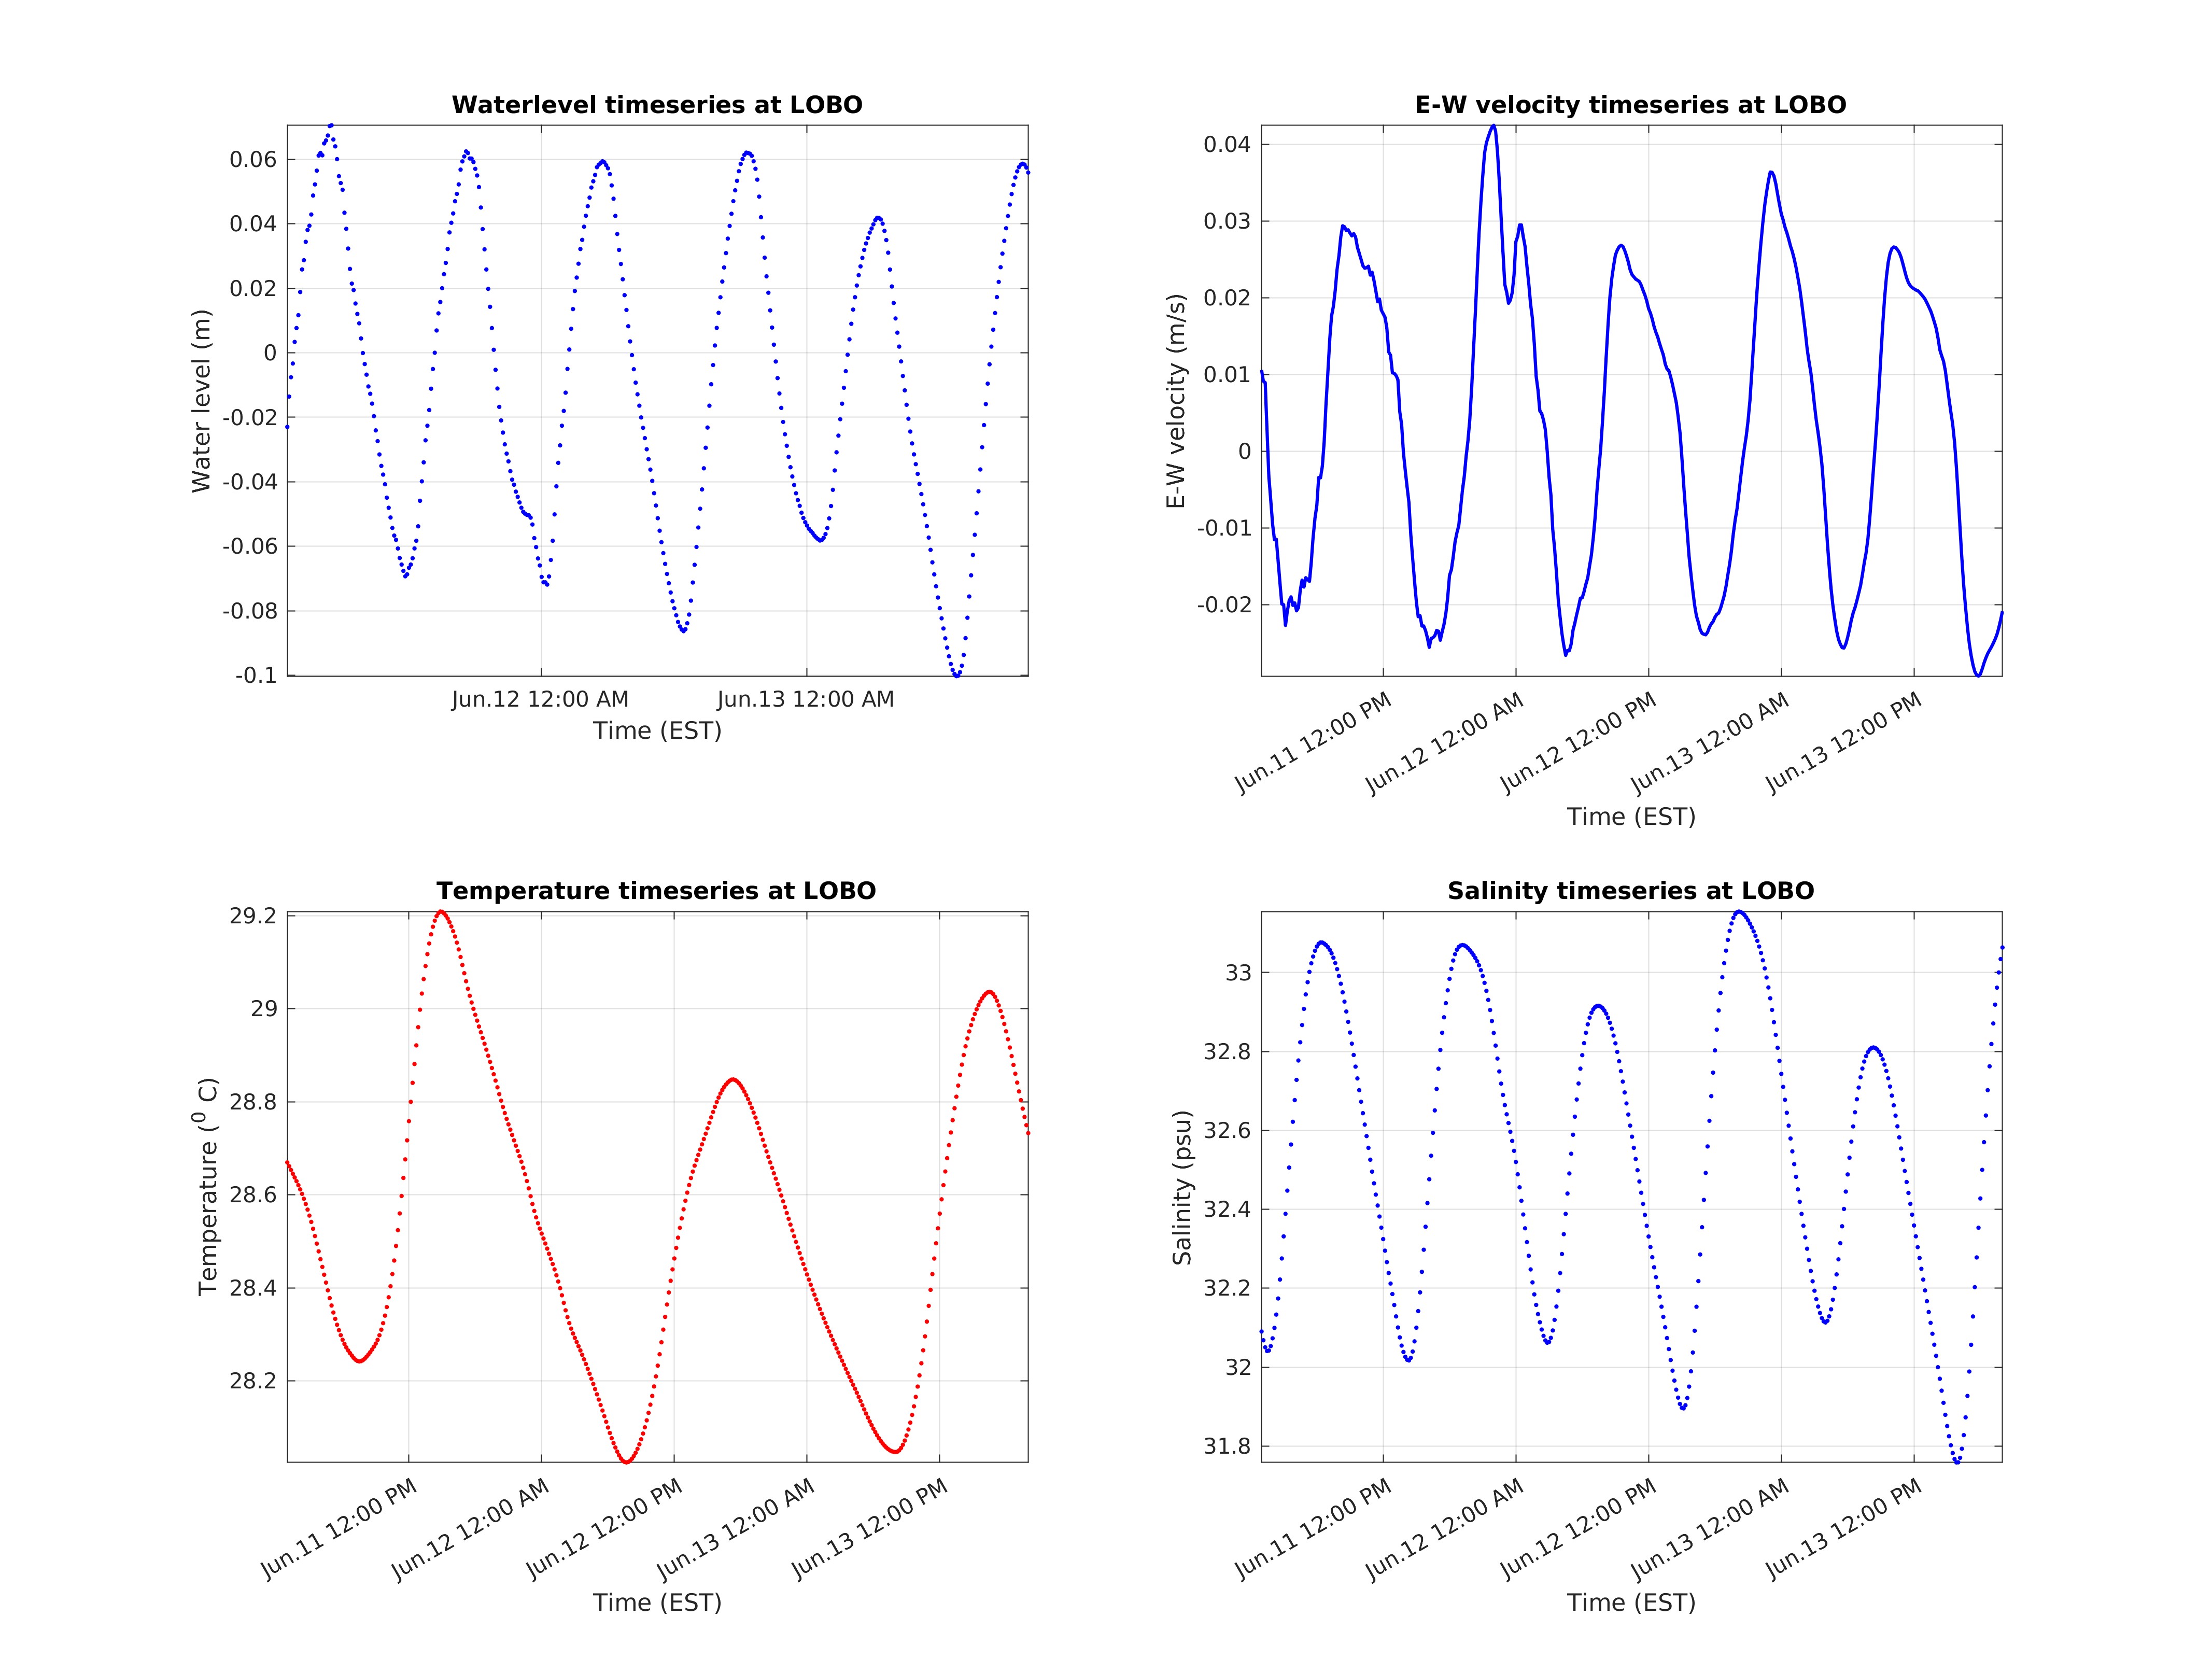 Waterlevel timeseries at LOBO
0.06
0.04
0.02
0
-0.02
-0.04
-0.06
-0.08
-0.1
Water level (m)
Jun.12 12:00 AM Jun.13 12:00 AM
Time (EST)
E-W velocity timeseries at LOBO
0.04
0.03
0.02
0.01
0
-0.01
-0.02
E-W velocity (m/s)
Jun.11 12:00 PM
Jun.12 12:00 AM
Jun.12 12:00 PM
Jun.13 12:00 AM
Jun.13 12:00 PM
Time (EST)
Temperature timeseries at LOBO
29.2
29
28.8
28.6
28.4
28.2
Temperature (⁰ C)
Jun.11 12:00 PM
Jun.12 12:00 AM
Jun.12 12:00 PM
Jun.13 12:00 AM
Jun.13 12:00 PM
Time (EST)
Salinity timeseries at LOBO
33
32.8
32.6
32.4
32.2
32
31.8
Salinity (psu)
Jun.11 12:00 PM
Jun.12 12:00 AM
Jun.12 12:00 PM
Jun.13 12:00 AM
Jun.13 12:00 PM
Time (EST)